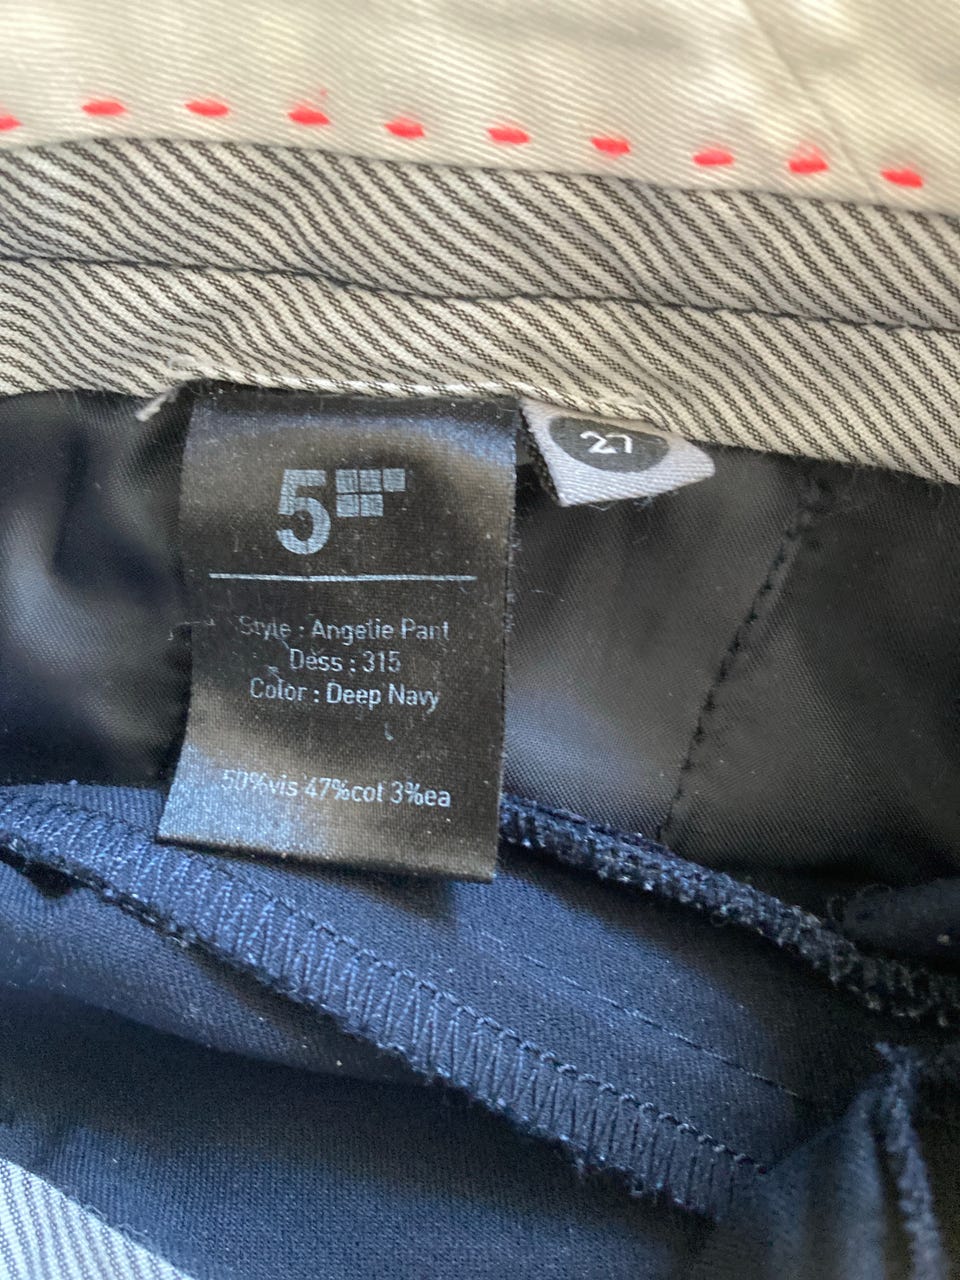 5
27
Style : Angelie Pant
Dess : 315
Color : Deep Navy
50%vis 47%cot 3%ea